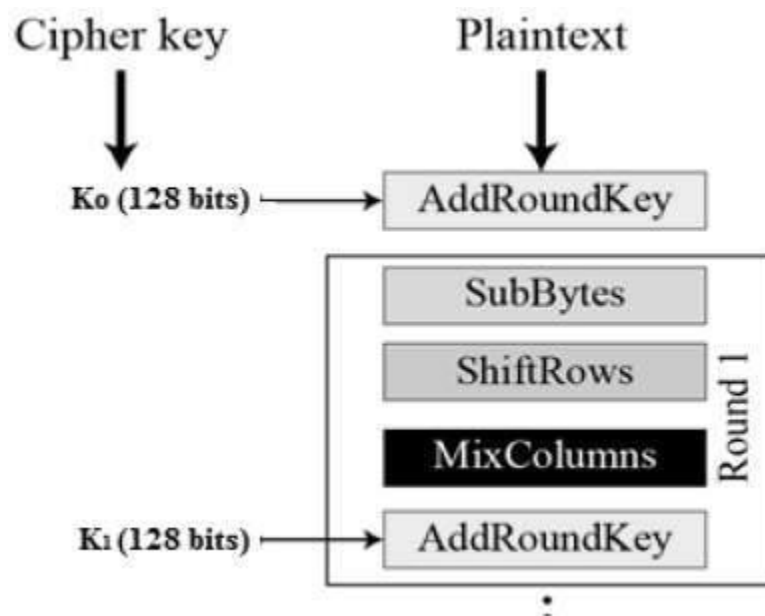 Cipher key
Plaintext
K0 (128 bits)
AddRoundKey
SubBytes
ShiftRows
MixColumns
Round 1
K1 (128 bits)
AddRoundKey